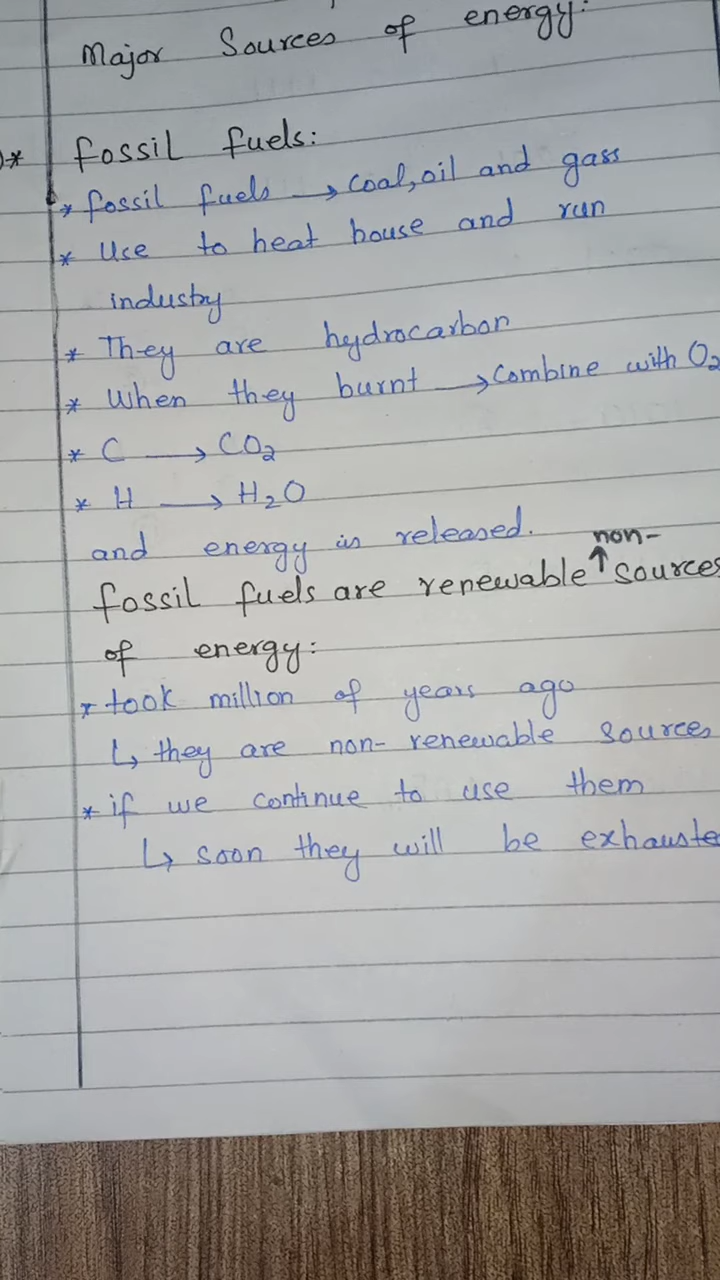 Major Sources of energy:
* Fossil fuels:
* fossil fuels → coal, oil and gass
* Use to heat house and run
industry
* They are hydrocarbon
* When they burnt → Combine with O₂
* C → CO₂
* H → H₂O
and energy is released.
non-
fossil fuels are renewable ↑ sources
of energy:
* took million of years ago
↳ they are non-renewable sources
* if we continue to use them
↳ soon they will be exhauste